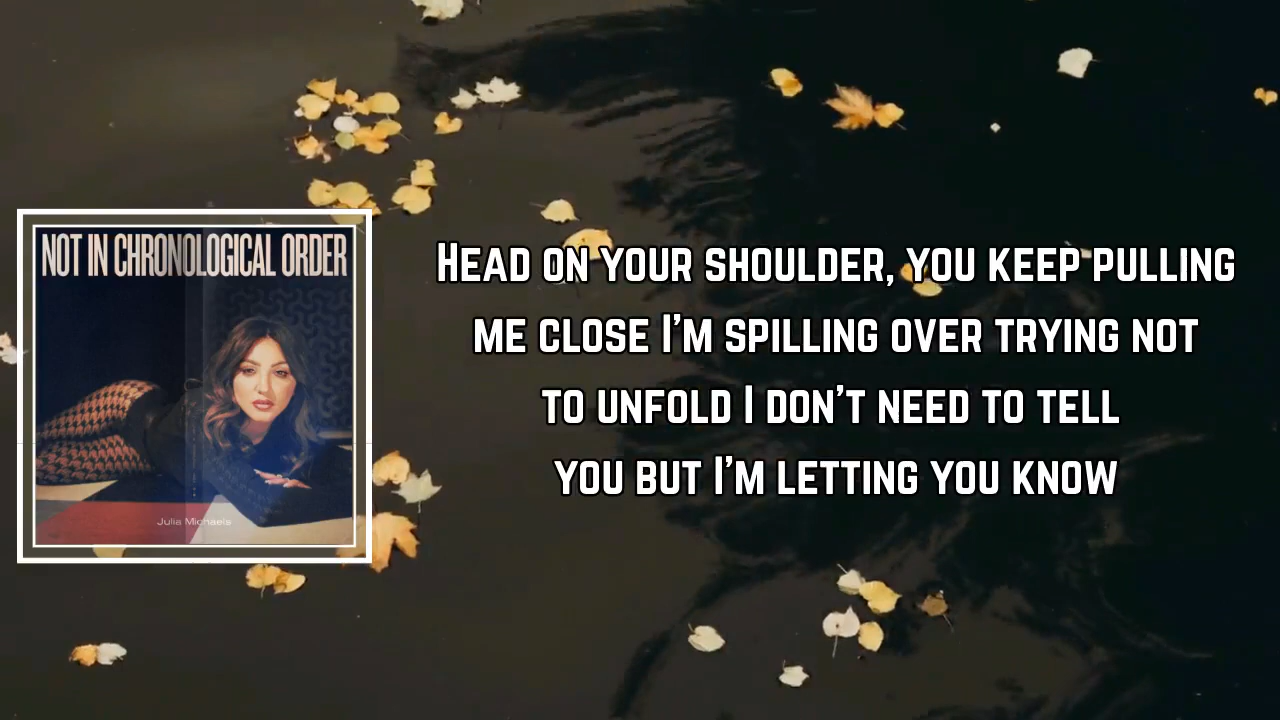 NOT IN CHRONOLOGICAL ORDER
Julia Michaels
HEAD ON YOUR SHOULDER, YOU KEEP PULLING
ME CLOSE I'M SPILLING OVER TRYING NOT
TO UNFOLD I DON'T NEED TO TELL
YOU BUT I'M LETTING YOU KNOW